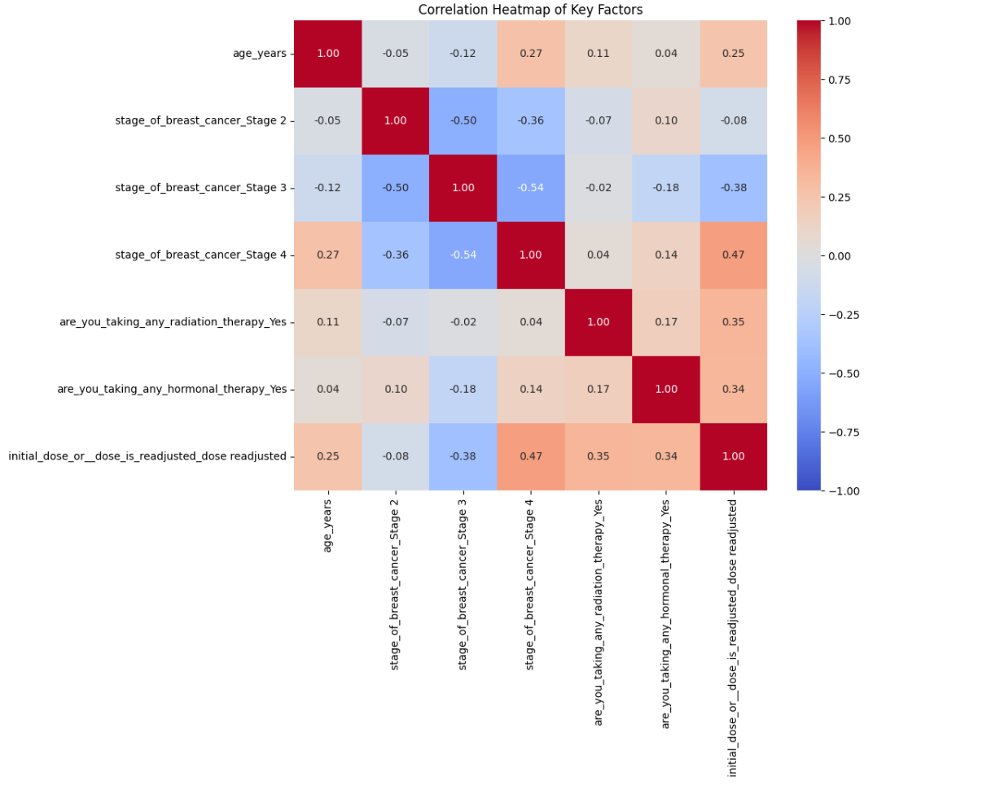 Correlation Heatmap of Key Factors
age_years 1.00 -0.05 -0.12 0.27 0.11 0.04 0.25
stage_of_breast_cancer_Stage 2 -0.05 1.00 -0.50 -0.36 -0.07 0.10 -0.08
stage_of_breast_cancer_Stage 3 -0.12 -0.50 1.00 -0.54 -0.02 -0.18 -0.38
stage_of_breast_cancer_Stage 4 0.27 -0.36 -0.54 1.00 0.04 0.14 0.47
are_you_taking_any_radiation_therapy_Yes 0.11 -0.07 -0.02 0.04 1.00 0.17 0.35
are_you_taking_any_hormonal_therapy_Yes 0.04 0.10 -0.18 0.14 0.17 1.00 0.34
initial_dose_or__dose_is_readjusted_dose readjusted 0.25 -0.08 -0.38 0.47 0.35 0.34 1.00
age_years
stage_of_breast_cancer_Stage 2
stage_of_breast_cancer_Stage 3
stage_of_breast_cancer_Stage 4
are_you_taking_any_radiation_therapy_Yes
are_you_taking_any_hormonal_therapy_Yes
initial_dose_or__dose_is_readjusted_dose readjusted
1.00
0.75
0.50
0.25
0.00
−0.25
−0.50
−0.75
−1.00